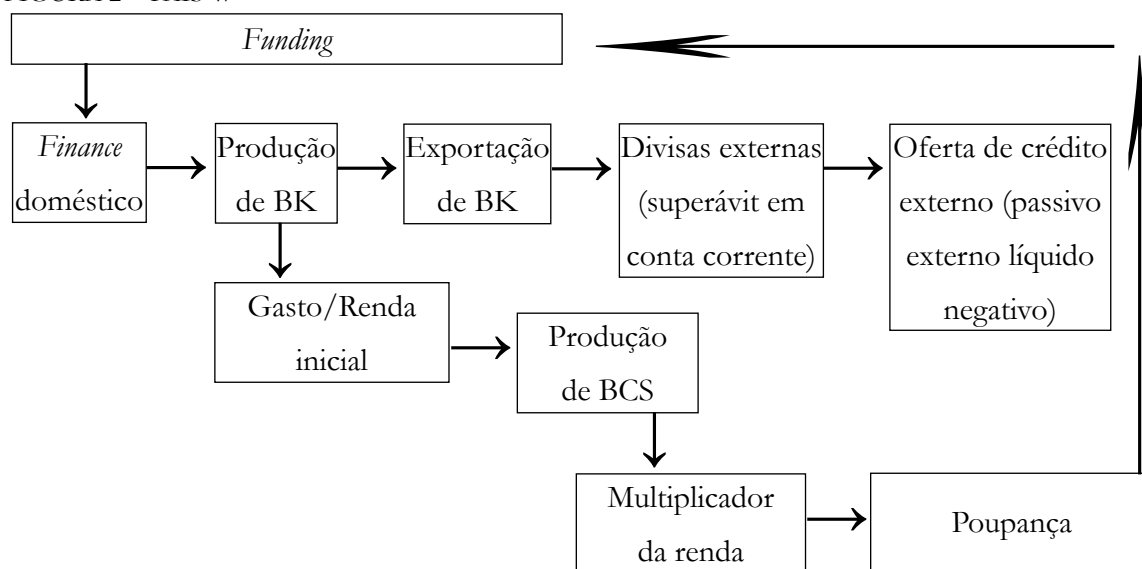 Funding
Finance
doméstico
Produção
de BK
Exportação
de BK
Divisas externas
(superávit em
conta corrente)
Oferta de crédito
externo (passivo
externo líquido
negativo)
Gasto/Renda
inicial
Produção
de BCS
Multiplicador
da renda
Poupança